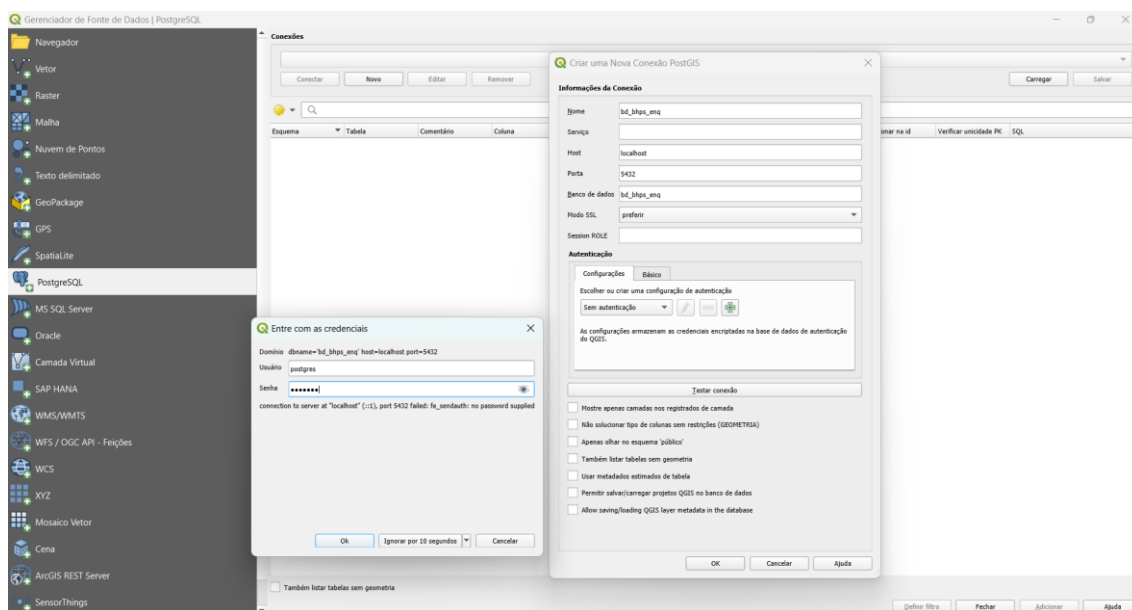 Gerenciador de Fonte de Dados | PostgreSQL
Navegador
Vetor
Raster
Malha
Nuvem de Pontos
Texto delimitado
GeoPackage
GPS
SpatiaLite
PostgreSQL
MS SQL Server
Oracle
Camada Virtual
SAP HANA
WMS/WMTS
WFS / OGC API - Feições
WCS
XYZ
Mosaico Vetor
Cena
ArcGIS REST Server
SensorThings
Conexões
Conectar Novo Editar Remover Carregar Salvar
Esquema Tabela Comentário Coluna onar na id Verificar unicidade PK SQL
Criar uma Nova Conexão PostGIS
Informações da Conexão
Nome bd_bhps_enq
Serviço
Host localhost
Porta 5432
Banco de dados bd_bhps_enq
Modo SSL preferir
Session ROLE
Autenticação
Configurações Básico
Escolher ou criar uma configuração de autenticação
Sem autenticação
As configurações armazenam as credenciais encriptadas na base de dados de autenticação
do QGIS.
Testar conexão
Mostre apenas camadas nos registrados de camada
Não solucionar tipo de colunas sem restrições (GEOMETRIA)
Apenas olhar no esquema 'público'
Também listar tabelas sem geometria
Usar metadados estimados de tabela
Permitir salvar/carregar projetos QGIS no banco de dados
Allow saving/loading QGIS layer metadata in the database
OK Cancelar Ajuda
Entre com as credenciais
Domínio dbname='bd_bhps_enq' host=localhost port=5432
Usuário postgres
Senha •••••••
connection to server at "localhost" (::1), port 5432 failed: fe_sendauth: no password supplied
Ok Ignorar por 10 segundos Cancelar
Também listar tabelas sem geometria
Definir filtro Fechar Adicionar Ajuda